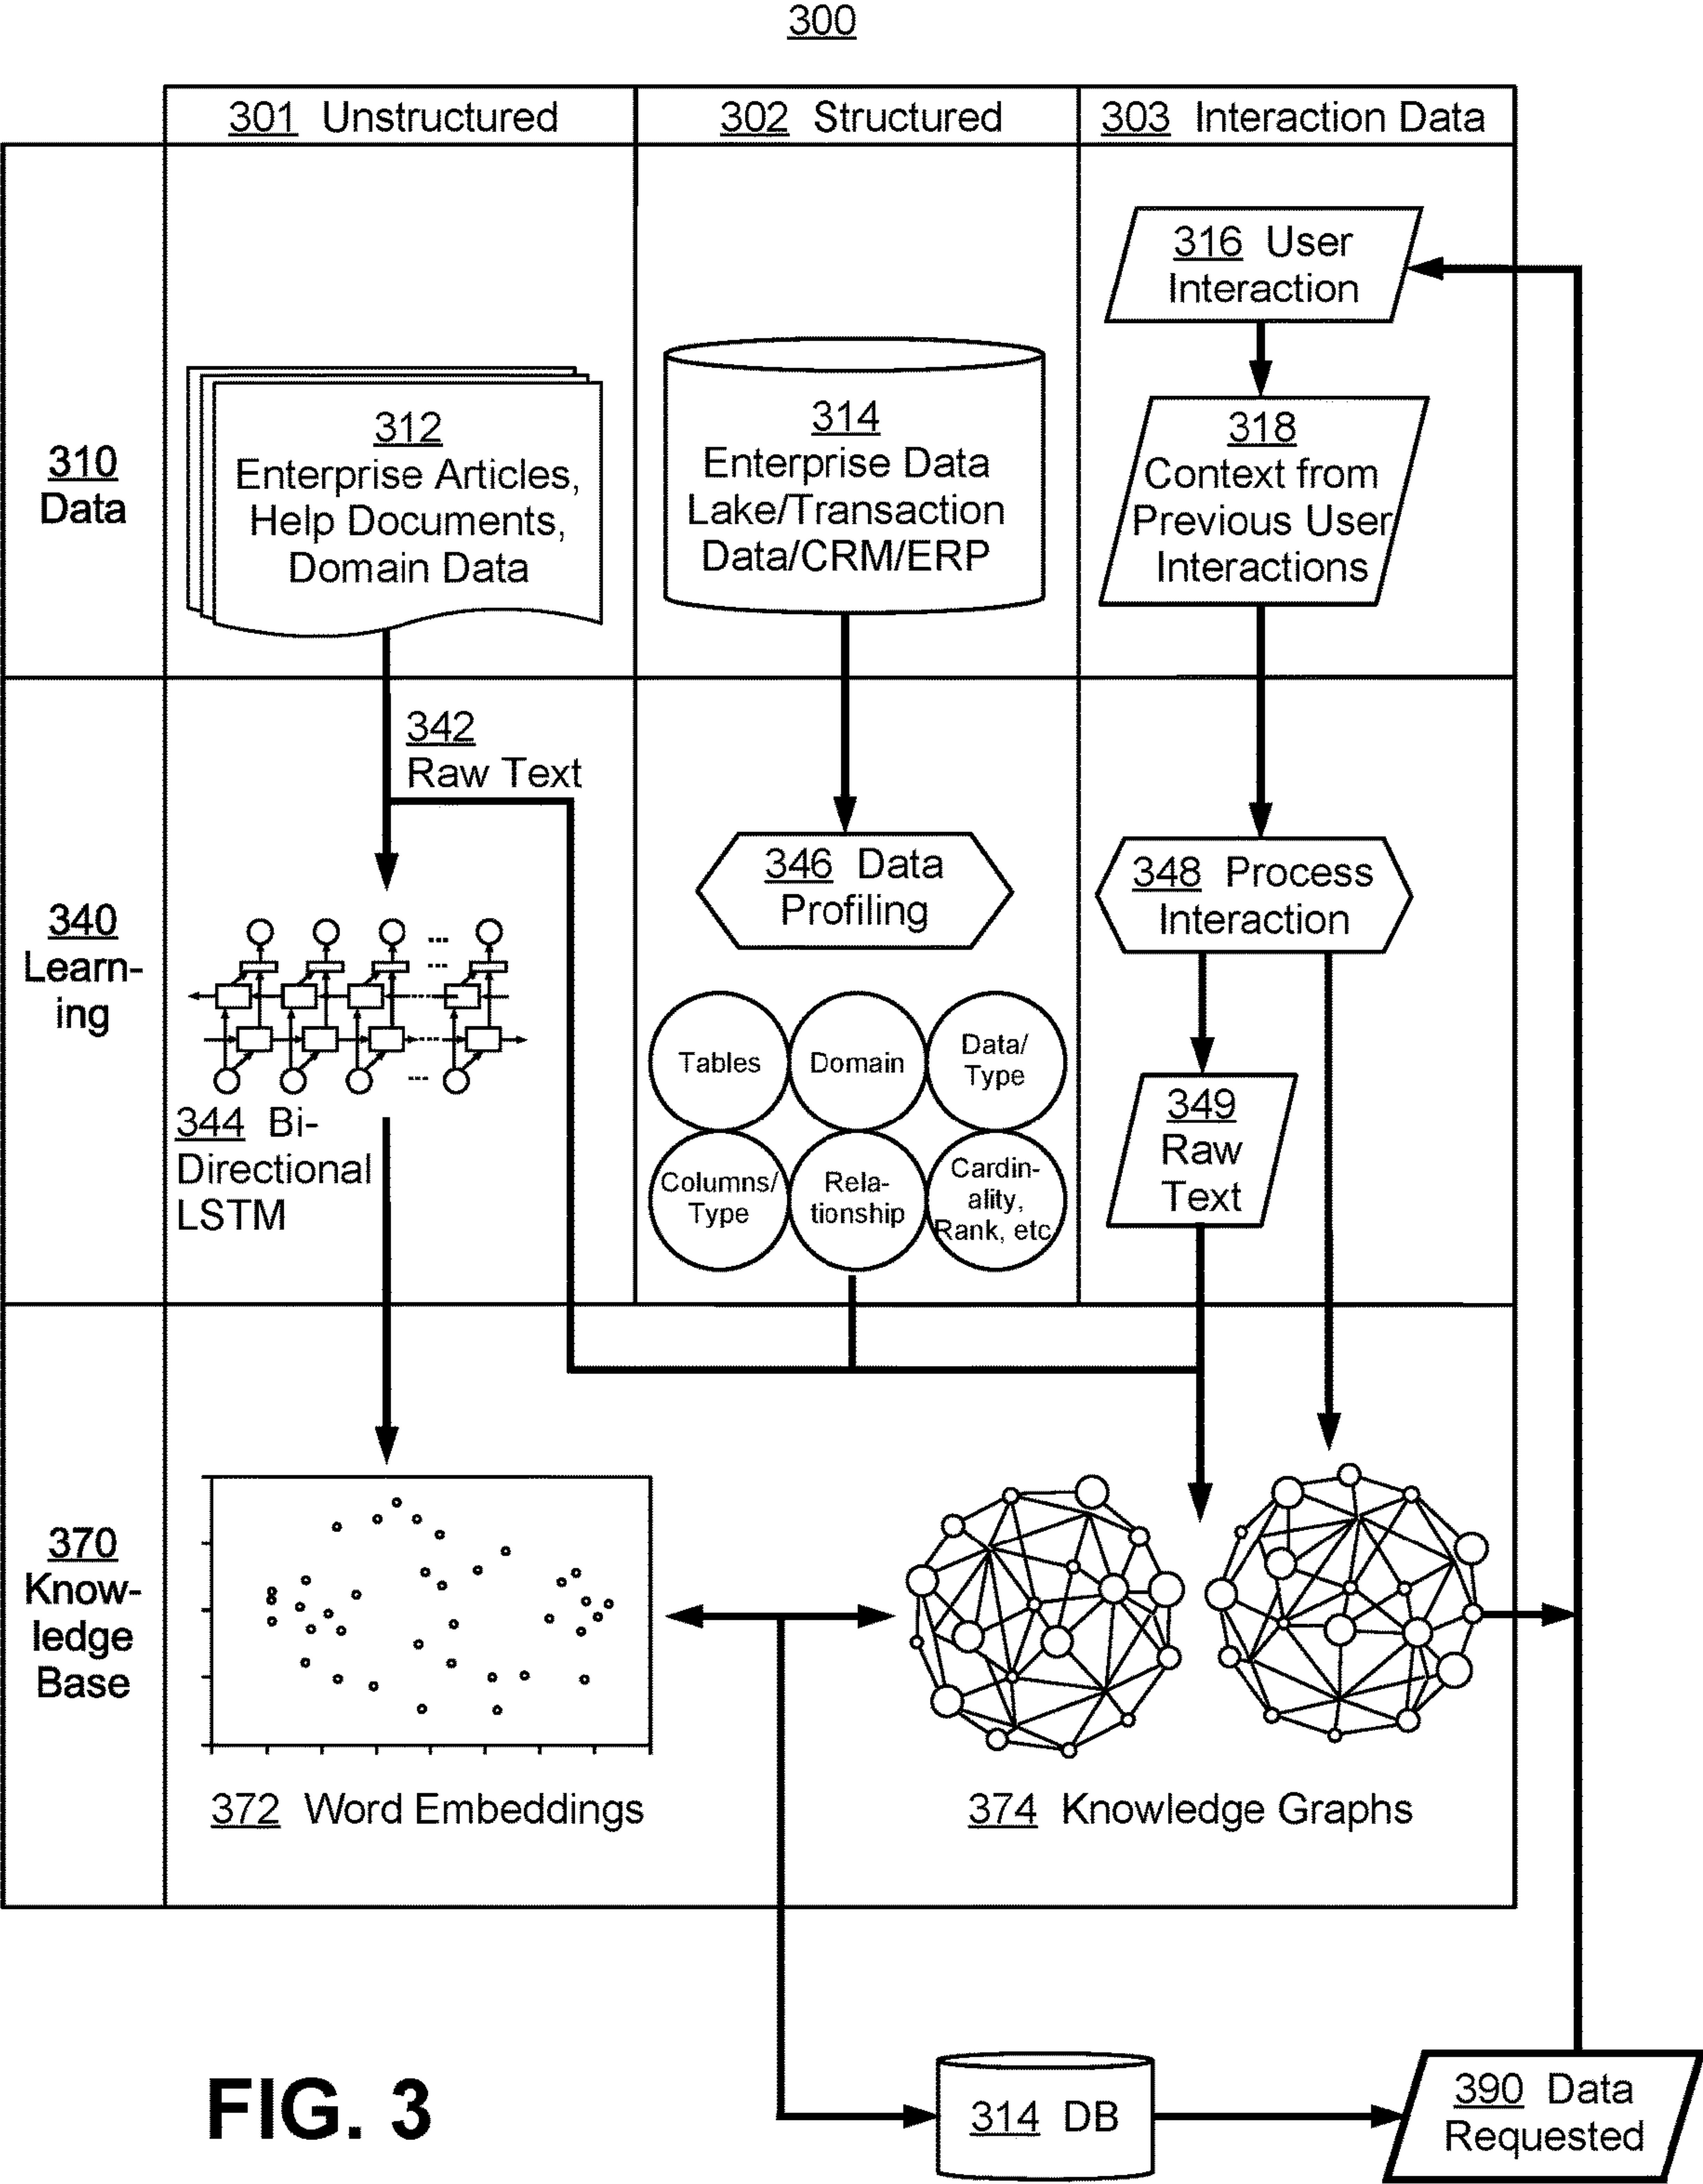 300
301 Unstructured
302 Structured
303 Interaction Data
310
Data
312
Enterprise Articles,
Help Documents,
Domain Data
314
Enterprise Data
Lake/Transaction
Data/CRM/ERP
316 User
Interaction
318
Context from
Previous User
Interactions
340
Learn-
ing
342
Raw Text
344 Bi-
Directional
LSTM
346 Data
Profiling
Tables
Domain
Data/
Type
Columns/
Type
Rela-
tionship
Cardin-
ality,
Rank, etc
348 Process
Interaction
349
Raw
Text
370
Know-
ledge
Base
372 Word Embeddings
374 Knowledge Graphs
314 DB
390 Data
Requested
FIG. 3